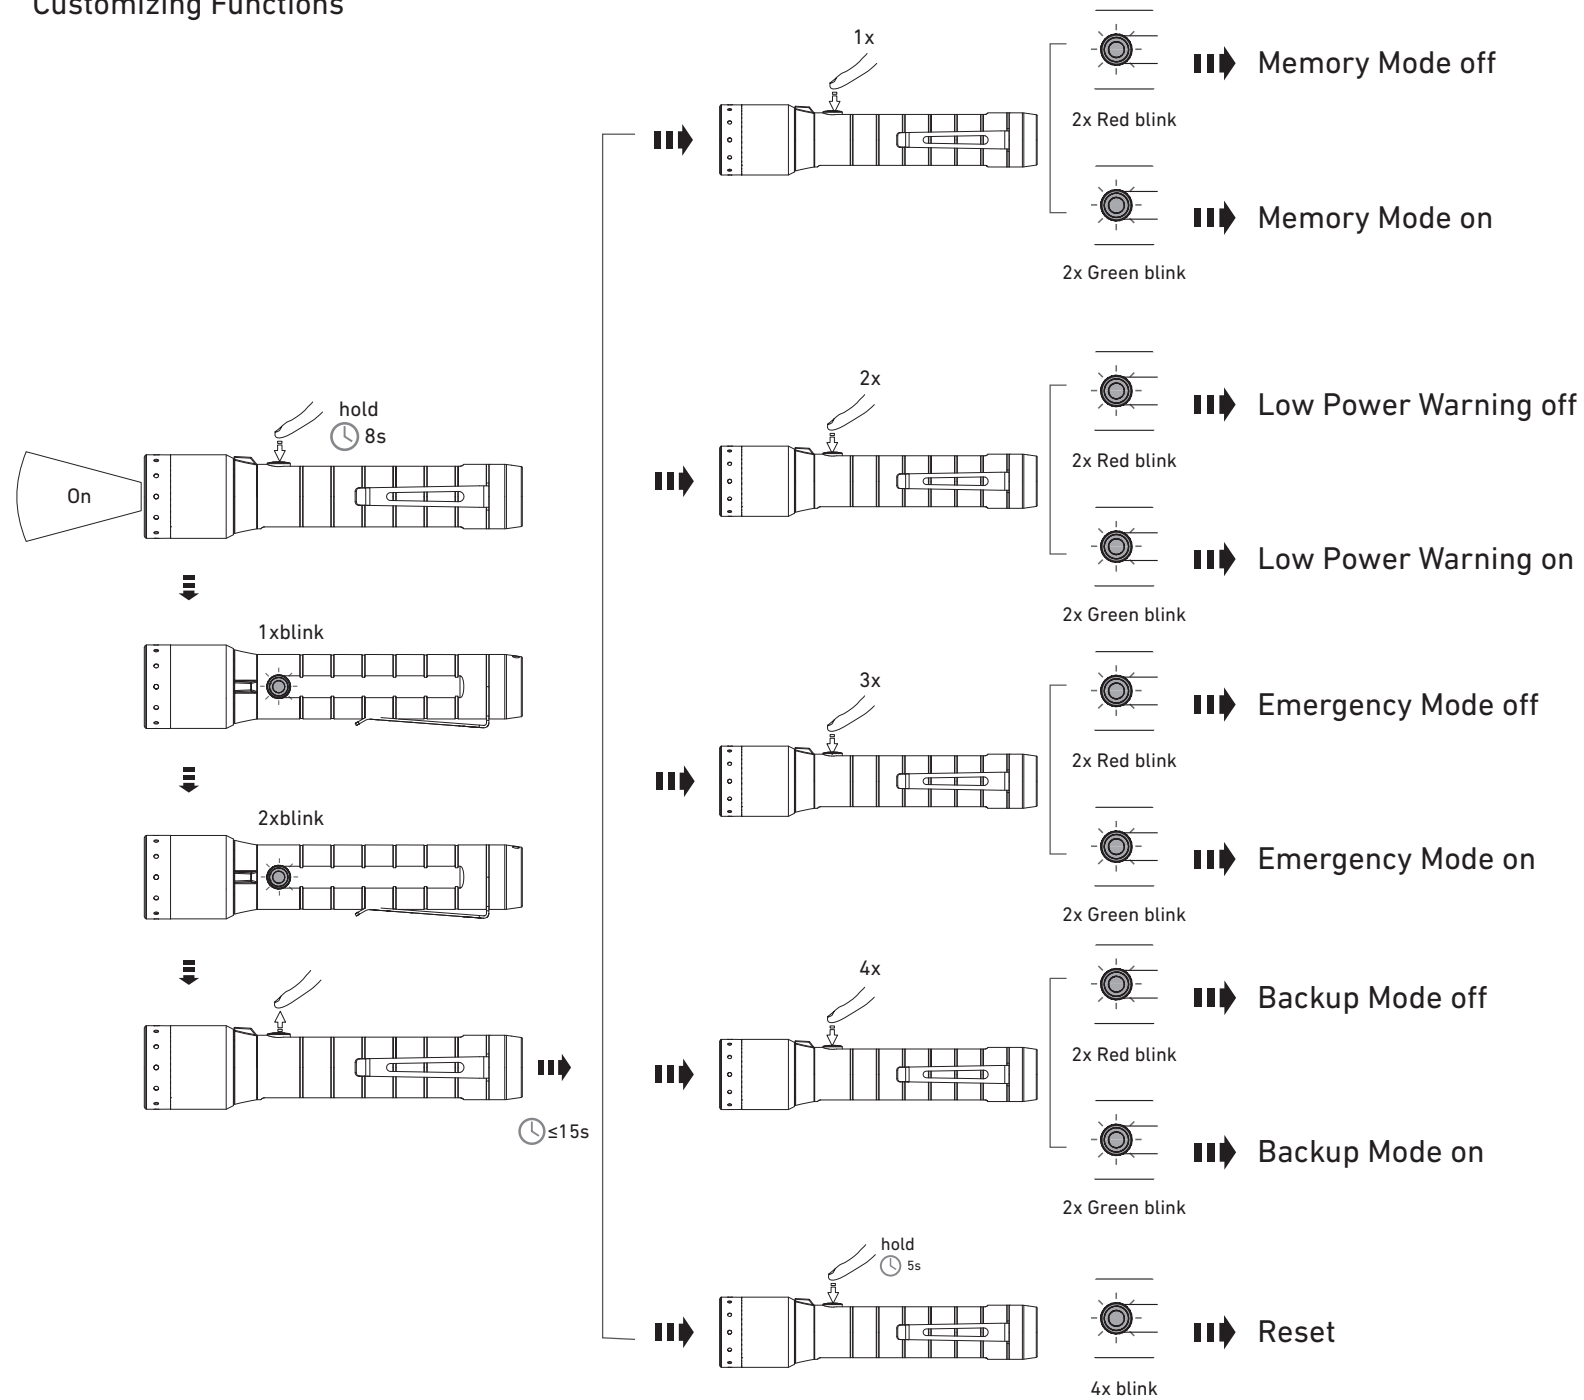 Customizing Functions
On
hold
8s
1xblink
2xblink
≤15s
1x
2x Red blink
Memory Mode off
2x Green blink
Memory Mode on
2x
2x Red blink
Low Power Warning off
2x Green blink
Low Power Warning on
3x
2x Red blink
Emergency Mode off
2x Green blink
Emergency Mode on
4x
2x Red blink
Backup Mode off
2x Green blink
Backup Mode on
hold
5s
4x blink
Reset